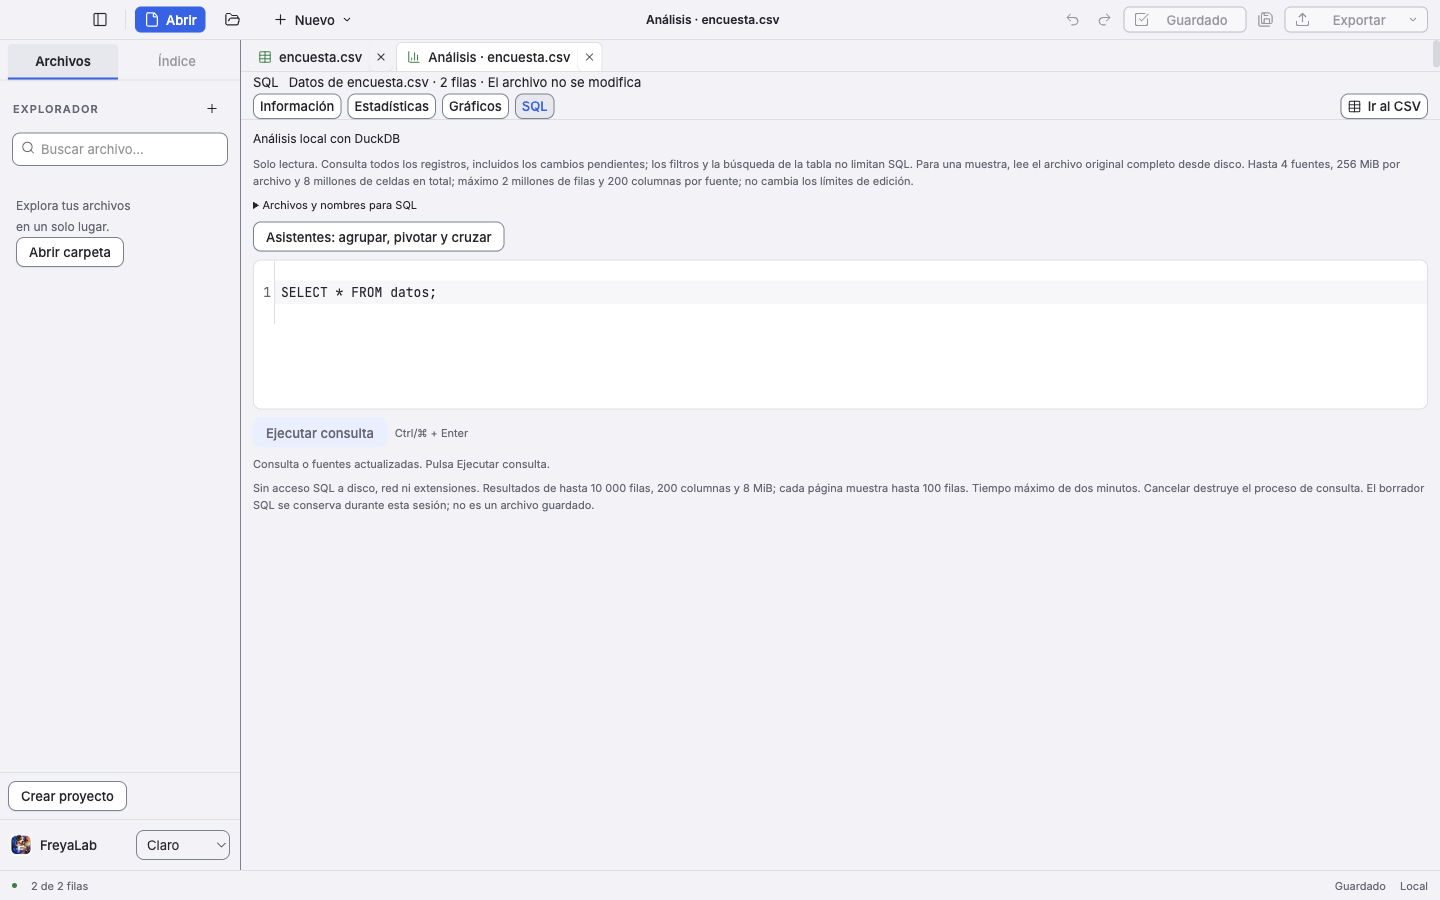 Abrir
Nuevo
Análisis · encuesta.csv
Guardado
Exportar
Archivos
Índice
encuesta.csv
Análisis · encuesta.csv
SQL Datos de encuesta.csv · 2 filas · El archivo no se modifica
EXPLORADOR
Información
Estadísticas
Gráficos
SQL
Ir al CSV
Buscar archivo...
Análisis local con DuckDB
Solo lectura. Consulta todos los registros, incluidos los cambios pendientes; los filtros y la búsqueda de la tabla no limitan SQL. Para una muestra, lee el archivo original completo desde disco. Hasta 4 fuentes, 256 MiB por
archivo y 8 millones de celdas en total; máximo 2 millones de filas y 200 columnas por fuente; no cambia los límites de edición.
Explora tus archivos
en un solo lugar.
Abrir carpeta
Archivos y nombres para SQL
Asistentes: agrupar, pivotar y cruzar
1 SELECT * FROM datos;
Ejecutar consulta
Ctrl/⌘ + Enter
Consulta o fuentes actualizadas. Pulsa Ejecutar consulta.
Sin acceso SQL a disco, red ni extensiones. Resultados de hasta 10 000 filas, 200 columnas y 8 MiB; cada página muestra hasta 100 filas. Tiempo máximo de dos minutos. Cancelar destruye el proceso de consulta. El borrador
SQL se conserva durante esta sesión; no es un archivo guardado.
Crear proyecto
FreyaLab
Claro
2 de 2 filas
Guardado
Local